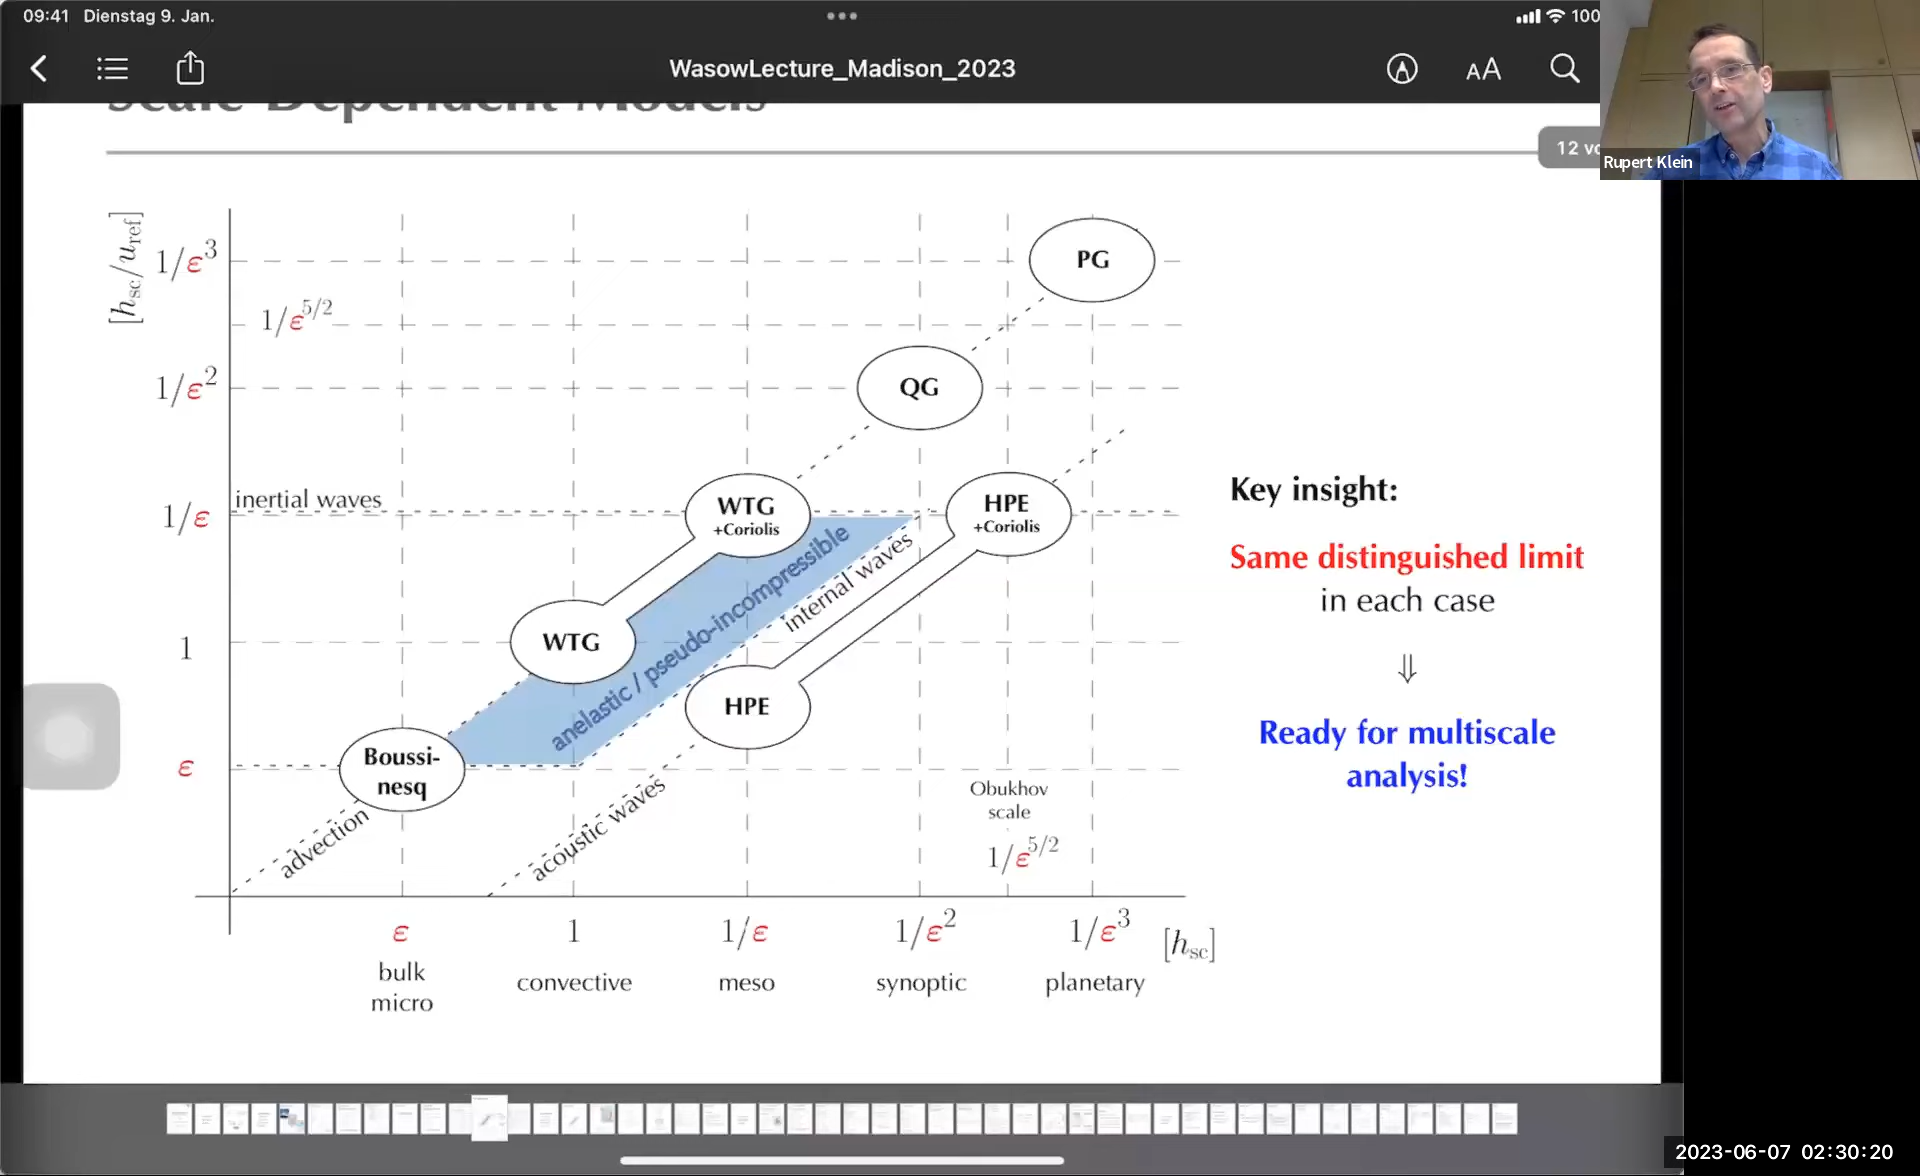 09:41 Dienstag 9. Jan.
100
WasowLecture_Madison_2023
AA
Scale-Dependent Models
12 vo
Rupert Klein
[h_sc/u_ref]
1/ε^3
1/ε^5/2
1/ε^2
1/ε
1
ε
inertial waves
PG
QG
WTG
+Coriolis
HPE
+Coriolis
WTG
HPE
Boussi-
nesq
anelastic / pseudo-incompressible
internal waves
acoustic waves
advection
Obukhov
scale
1/ε^5/2
ε
1
1/ε
1/ε^2
1/ε^3
[h_sc]
bulk
micro
convective
meso
synoptic
planetary
Key insight:
Same distinguished limit
in each case
⇓
Ready for multiscale
analysis!
2023-06-07 02:30:20